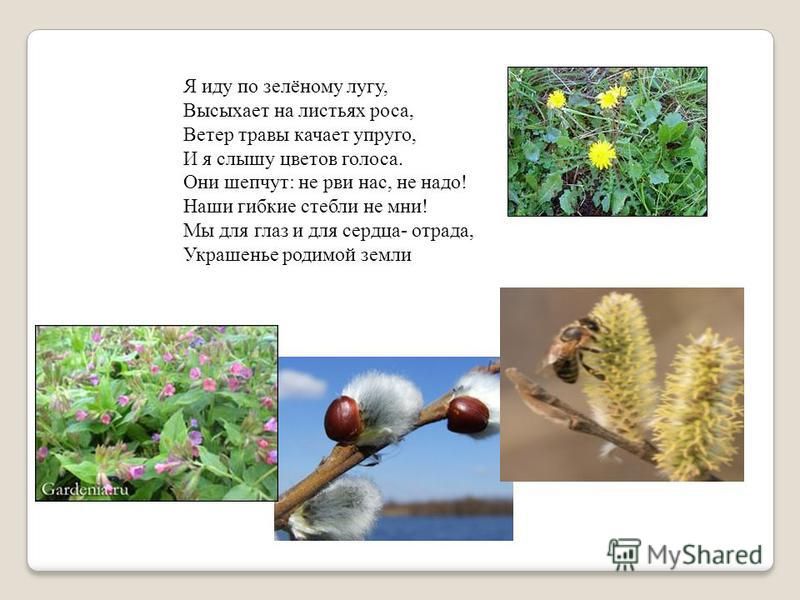 Я иду по зелёному лугу,
Высыхает на листьях роса,
Ветер травы качает упруго,
И я слышу цветов голоса.
Они шепчут: не рви нас, не надо!
Наши гибкие стебли не мни!
Мы для глаз и для сердца- отрада,
Украшенье родимой земли
Gardenia.ru
MyShared